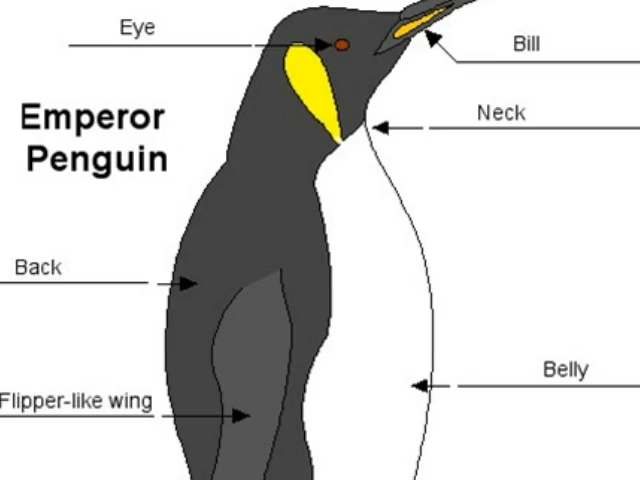 Eye
Bill
Emperor
Penguin
Neck
Back
Belly
Flipper-like wing